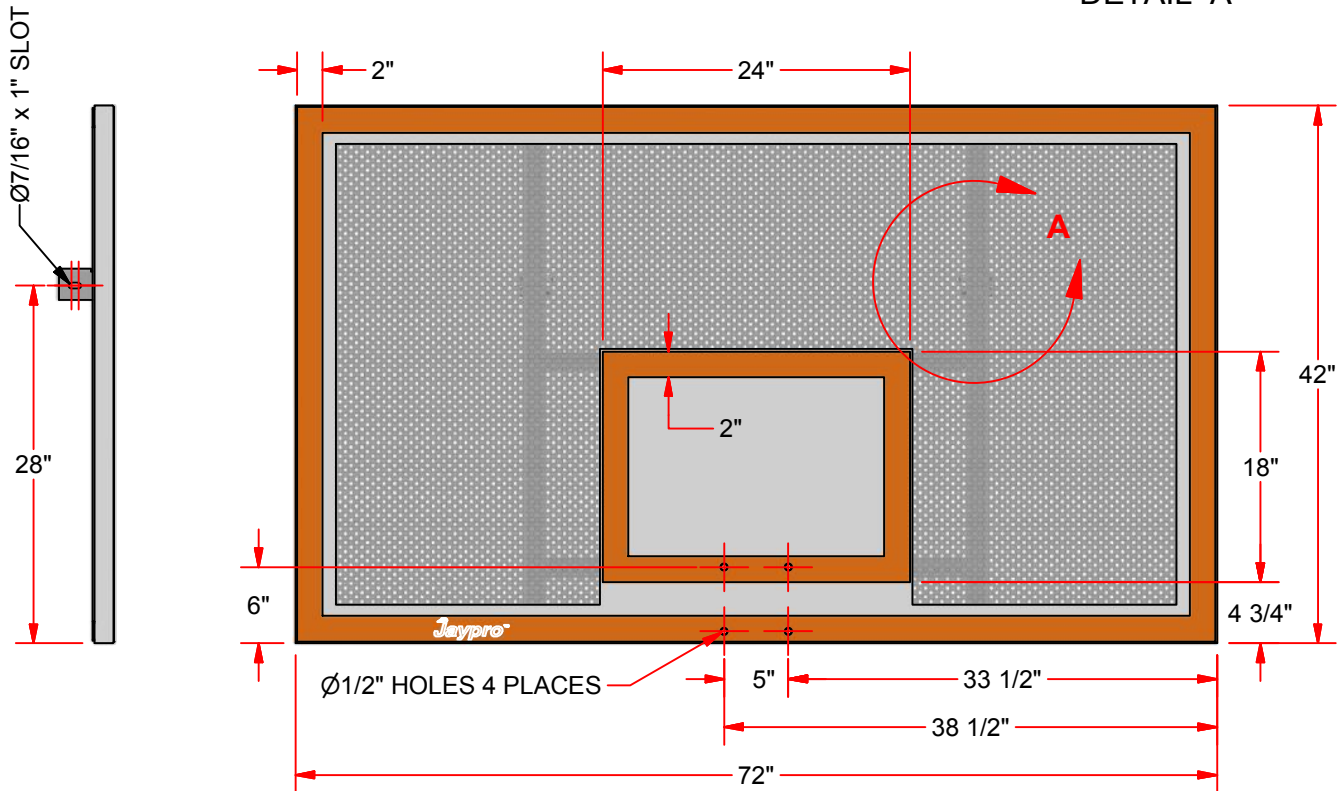 DETAIL A
Ø7/16" x 1" SLOT
2"
24"
A
42"
2"
28"
18"
6"
4 3/4"
Jaypro
Ø1/2" HOLES 4 PLACES
5"
33 1/2"
38 1/2"
72"